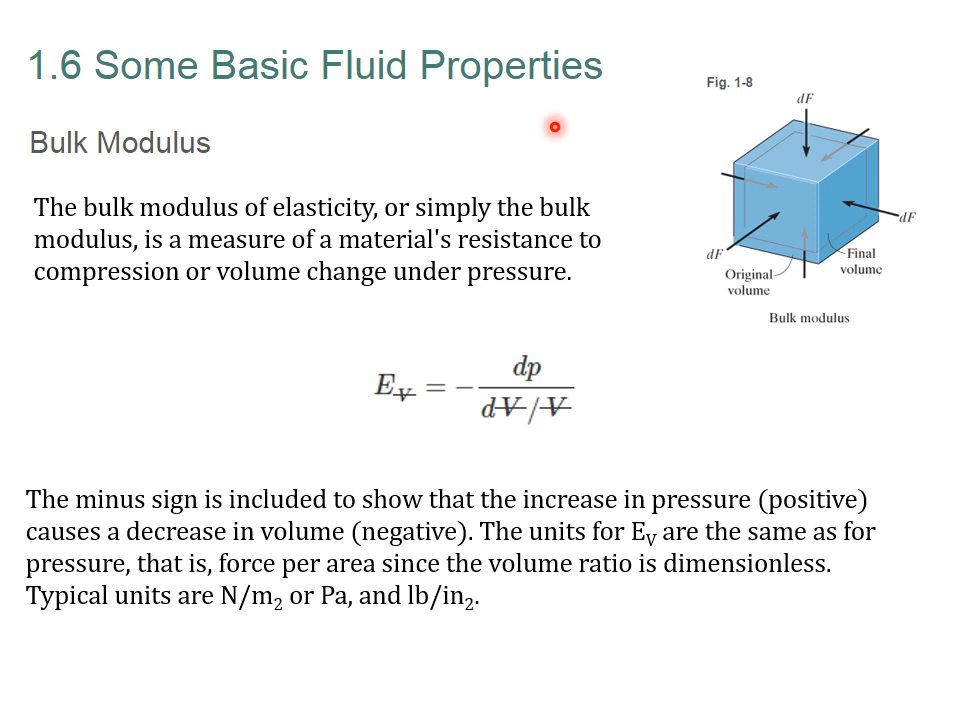 1.6 Some Basic Fluid Properties
Fig. 1-8
dF
Bulk Modulus
The bulk modulus of elasticity, or simply the bulk
modulus, is a measure of a material's resistance to
compression or volume change under pressure.
dF
dF
Original
volume
Final
volume
Bulk modulus
E_V̶ = − dp / (dV̶/V̶)
The minus sign is included to show that the increase in pressure (positive)
causes a decrease in volume (negative). The units for E_V are the same as for
pressure, that is, force per area since the volume ratio is dimensionless.
Typical units are N/m₂ or Pa, and lb/in₂.